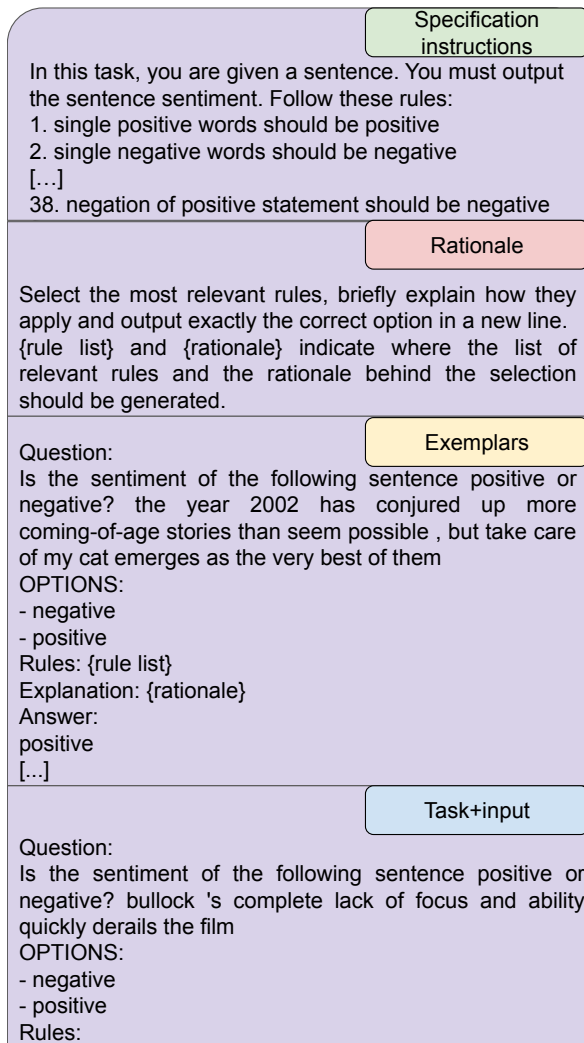 Specification
instructions
In this task, you are given a sentence. You must output
the sentence sentiment. Follow these rules:
1. single positive words should be positive
2. single negative words should be negative
[…]
38. negation of positive statement should be negative
Rationale
Select the most relevant rules, briefly explain how they
apply and output exactly the correct option in a new line.
{rule list} and {rationale} indicate where the list of
relevant rules and the rationale behind the selection
should be generated.
Exemplars
Question:
Is the sentiment of the following sentence positive or
negative? the year 2002 has conjured up more
coming-of-age stories than seem possible , but take care
of my cat emerges as the very best of them
OPTIONS:
- negative
- positive
Rules: {rule list}
Explanation: {rationale}
Answer:
positive
[...]
Task+input
Question:
Is the sentiment of the following sentence positive or
negative? bullock 's complete lack of focus and ability
quickly derails the film
OPTIONS:
- negative
- positive
Rules: